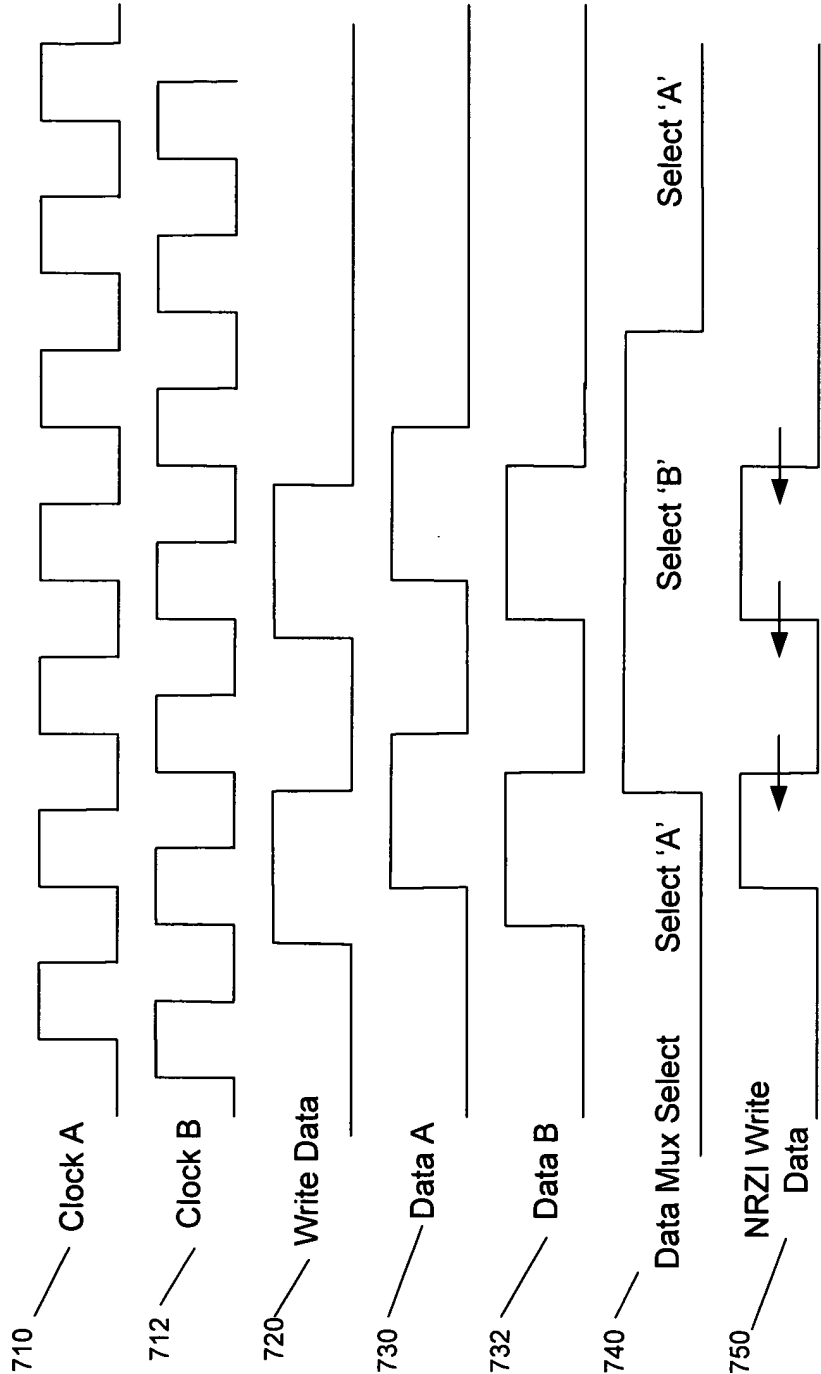 710
Clock A
712
Clock B
720
Write Data
730
Data A
732
Data B
740
Data Mux Select
Select 'A'
Select 'B'
Select 'A'
750
NRZI Write
Data